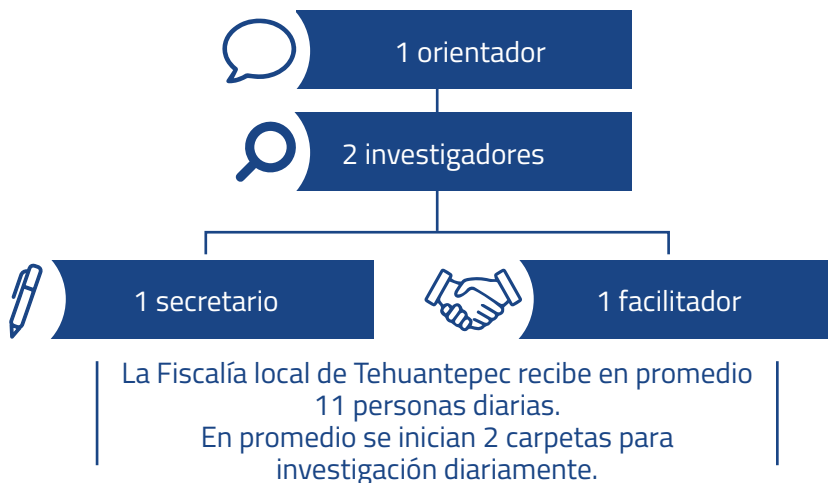 1 orientador
2 investigadores
1 secretario
1 facilitador
La Fiscalía local de Tehuantepec recibe en promedio
11 personas diarias.
En promedio se inician 2 carpetas para
investigación diariamente.